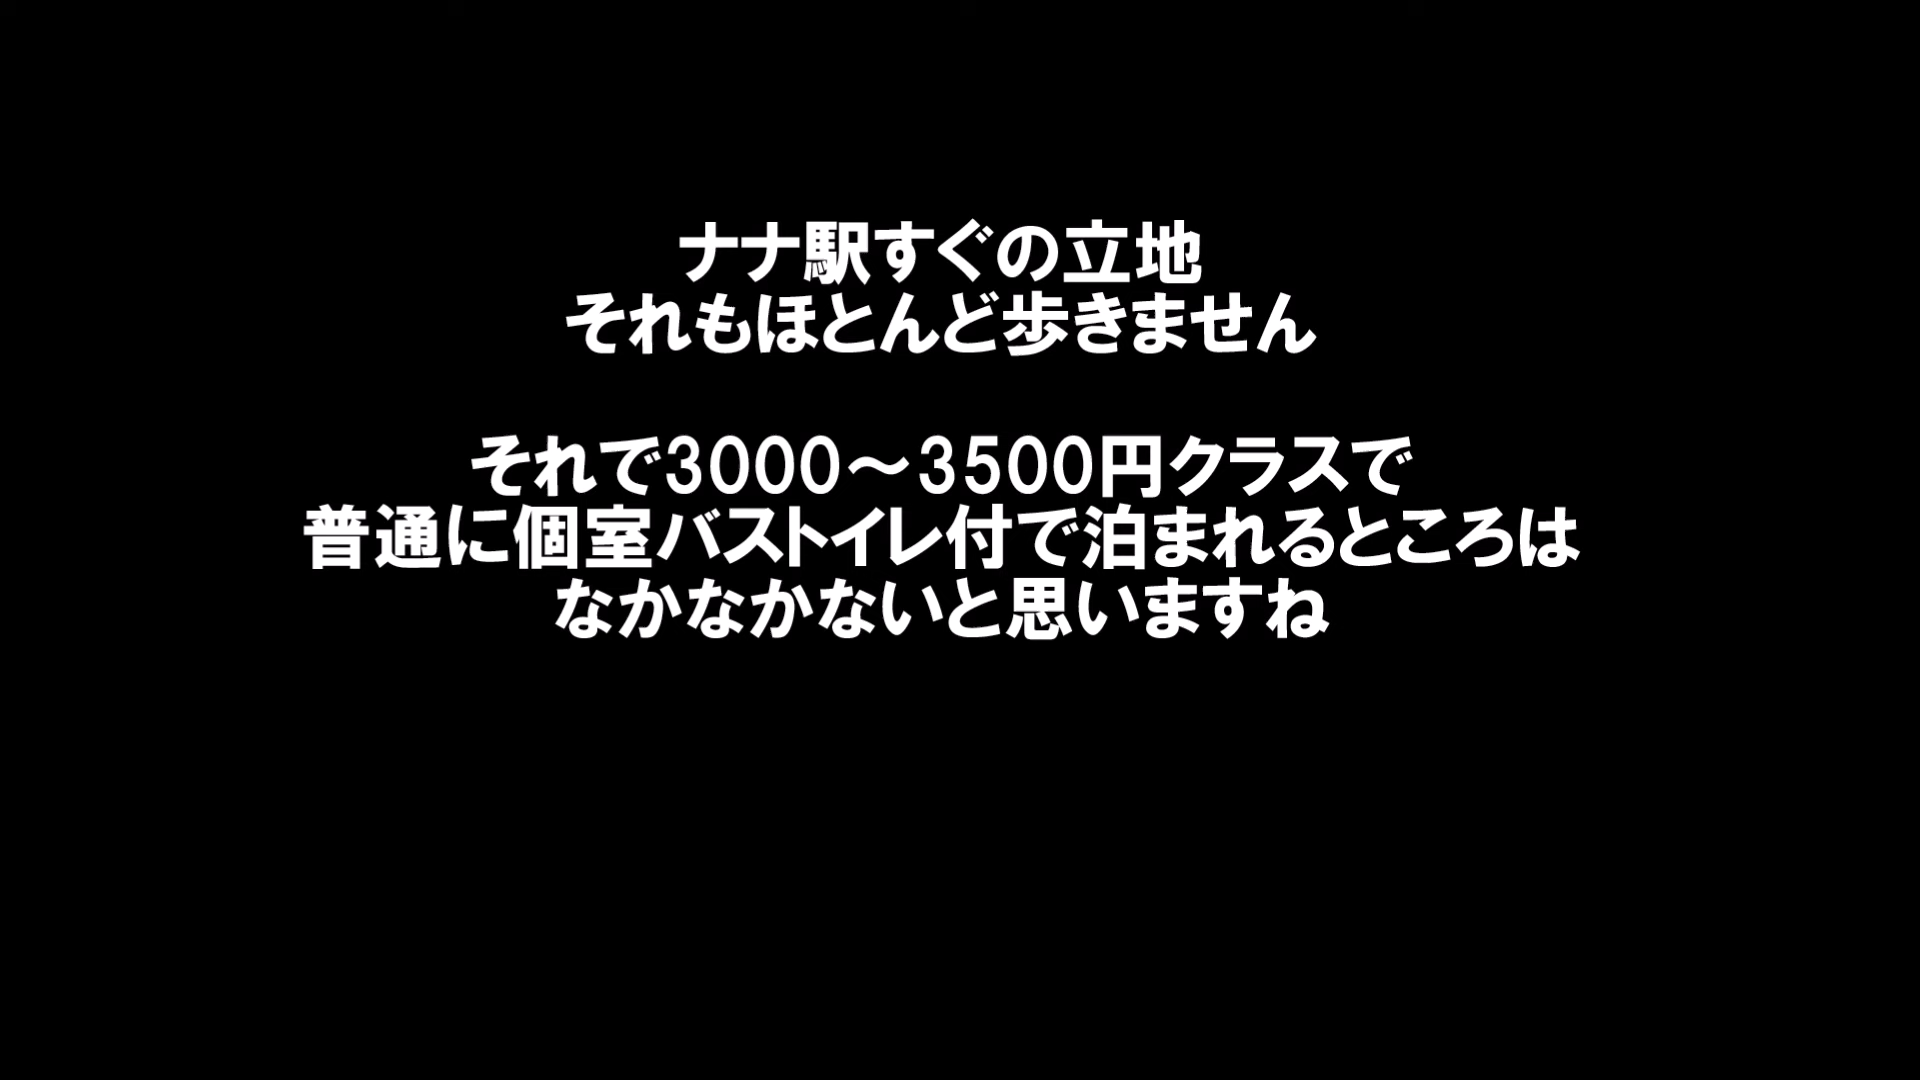 ナナ駅すぐの立地
それもほとんど歩きません
それで3000～3500円クラスで
普通に個室バストイレ付で泊まれるところは
なかなかないと思いますね